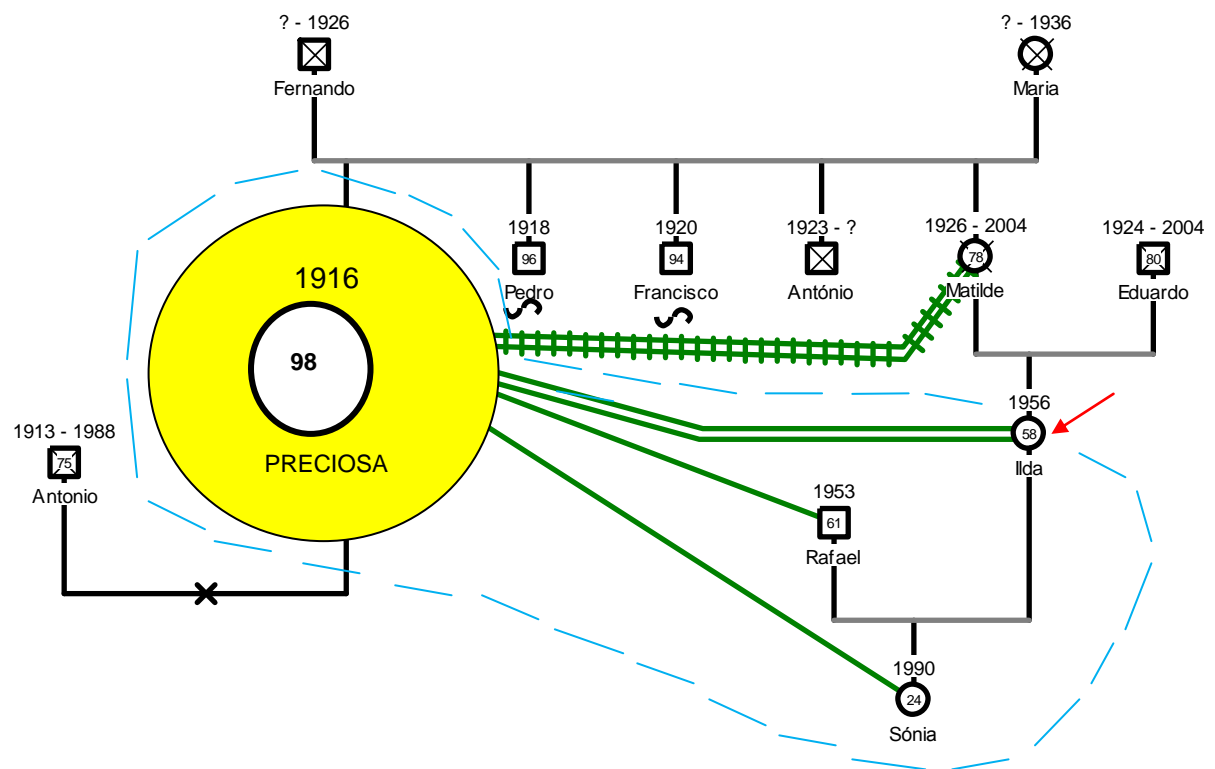 ? - 1926
Fernando
? - 1936
Maria
1916
98
PRECIOSA
1918
96
Pedro
1920
94
Francisco
1923 - ?
António
1926 - 2004
78
Matilde
1924 - 2004
80
Eduardo
1913 - 1988
75
Antonio
1956
58
Ilda
1953
61
Rafael
1990
24
Sónia